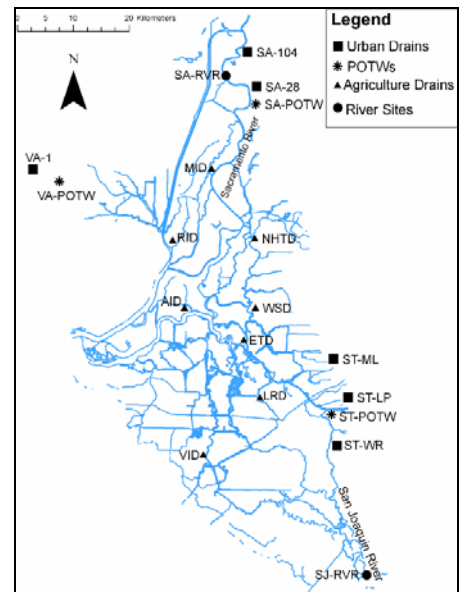 0 5 10 20 Kilometers
N
Legend
Urban Drains
POTWs
Agriculture Drains
River Sites
SA-104
SA-RVR
SA-28
SA-POTW
Sacramento River
VA-1
VA-POTW
MID
RID
NHTD
AID
WSD
ETD
ST-ML
LRD
ST-LP
ST-POTW
ST-WR
VID
San Joaquin River
SJ-RVR